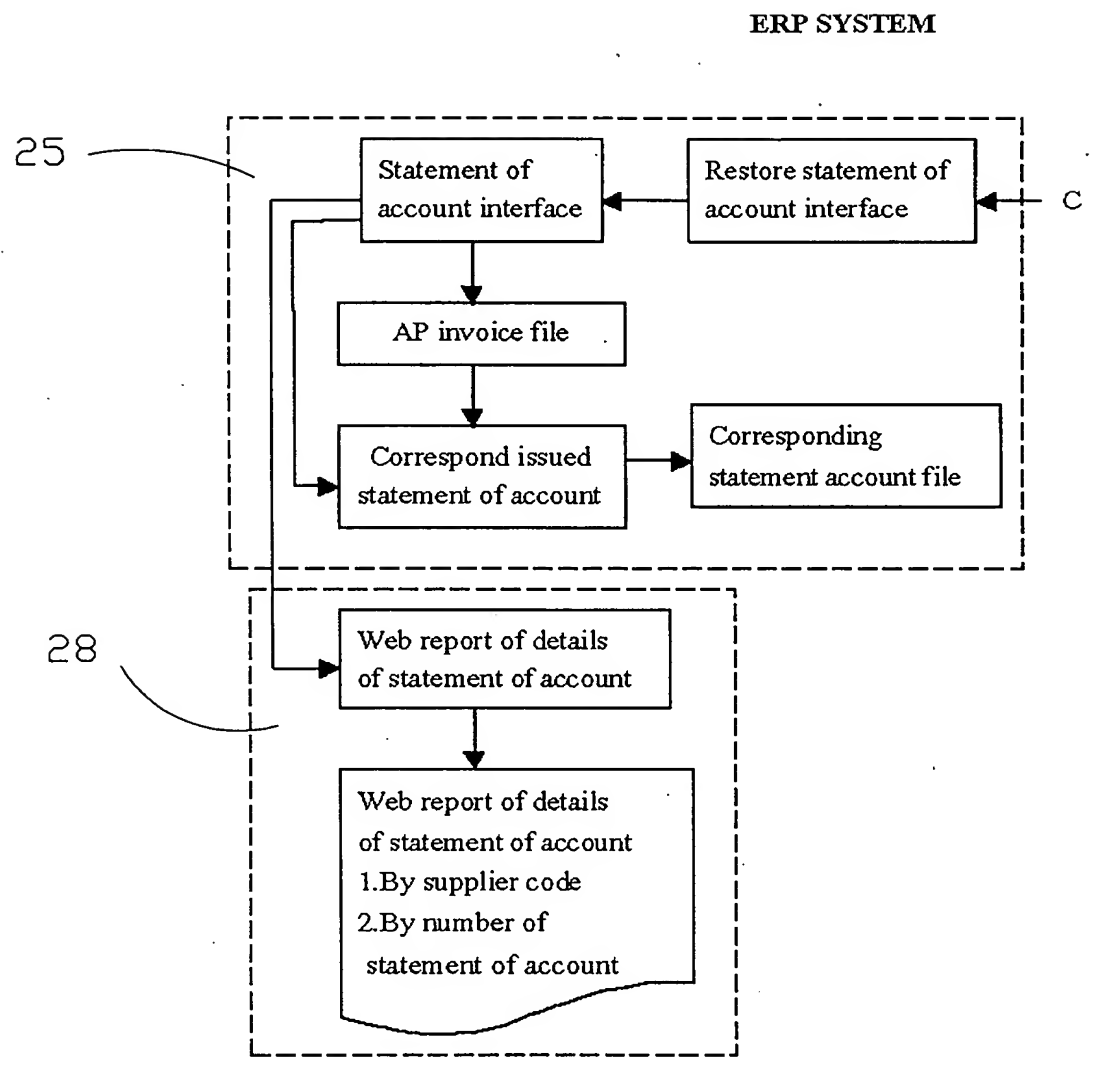 ERP SYSTEM
25
Statement of
account interface
Restore statement of
account interface
C
AP invoice file
Correspond issued
statement of account
Corresponding
statement account file
28
Web report of details
of statement of account
Web report of details
of statement of account
1.By supplier code
2.By number of
statement of account